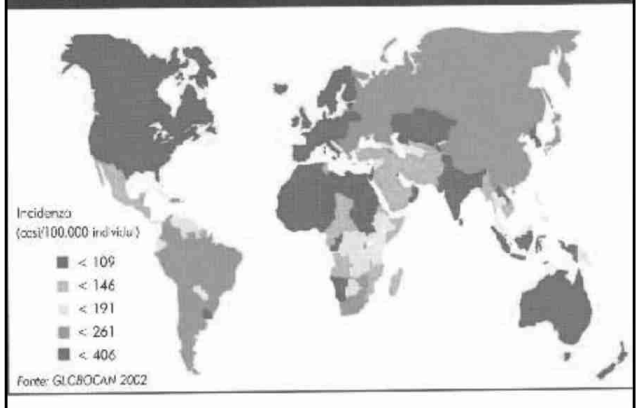 Incidenza
(casi/100.000 individui)
< 109
< 146
< 191
< 261
< 406
Fonte: GLOBOCAN 2002